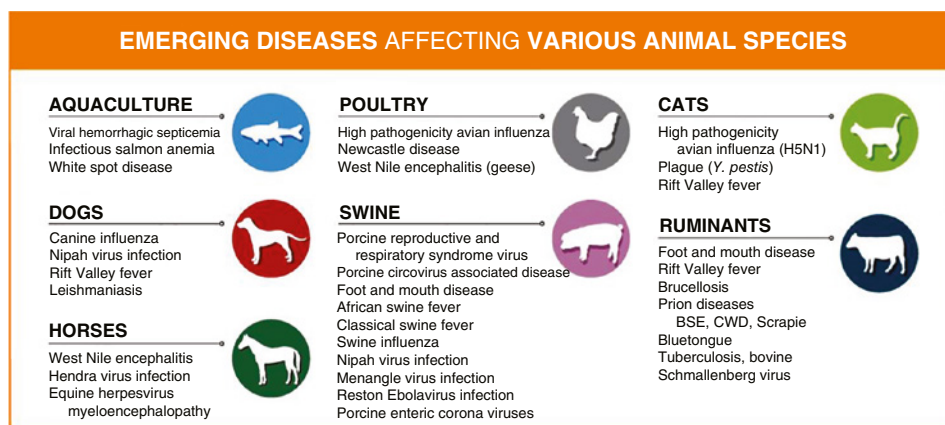 EMERGING DISEASES AFFECTING VARIOUS ANIMAL SPECIES
AQUACULTURE
Viral hemorrhagic septicemia
Infectious salmon anemia
White spot disease
DOGS
Canine influenza
Nipah virus infection
Rift Valley fever
Leishmaniasis
HORSES
West Nile encephalitis
Hendra virus infection
Equine herpesvirus
myeloencephalopathy
POULTRY
High pathogenicity avian influenza
Newcastle disease
West Nile encephalitis (geese)
SWINE
Porcine reproductive and
respiratory syndrome virus
Porcine circovirus associated disease
Foot and mouth disease
African swine fever
Classical swine fever
Swine influenza
Nipah virus infection
Menangle virus infection
Reston Ebolavirus infection
Porcine enteric corona viruses
CATS
High pathogenicity
avian influenza (H5N1)
Plague (Y. pestis)
Rift Valley fever
RUMINANTS
Foot and mouth disease
Rift Valley fever
Brucellosis
Prion diseases
BSE, CWD, Scrapie
Bluetongue
Tuberculosis, bovine
Schmallenberg virus